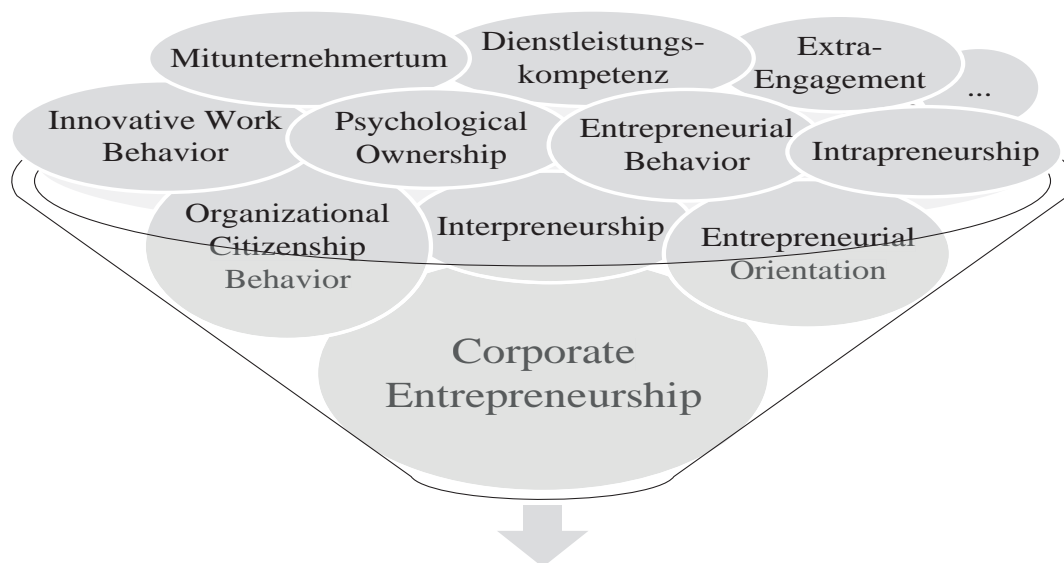 Mitunternehmertum
Dienstleistungs-
kompetenz
Extra-
Engagement
...
Innovative Work
Behavior
Psychological
Ownership
Entrepreneurial
Behavior
Intrapreneurship
Organizational
Citizenship
Behavior
Interpreneurship
Entrepreneurial
Orientation
Corporate
Entrepreneurship